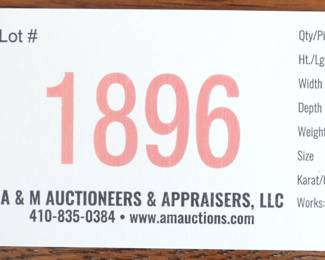 Lot #
1896
A & M AUCTIONEERS & APPRAISERS, LLC
410-835-0384 • www.amauctions.com
Qty/Pi
Ht./Lg
Width
Depth
Weight
Size
Karat/
Works: